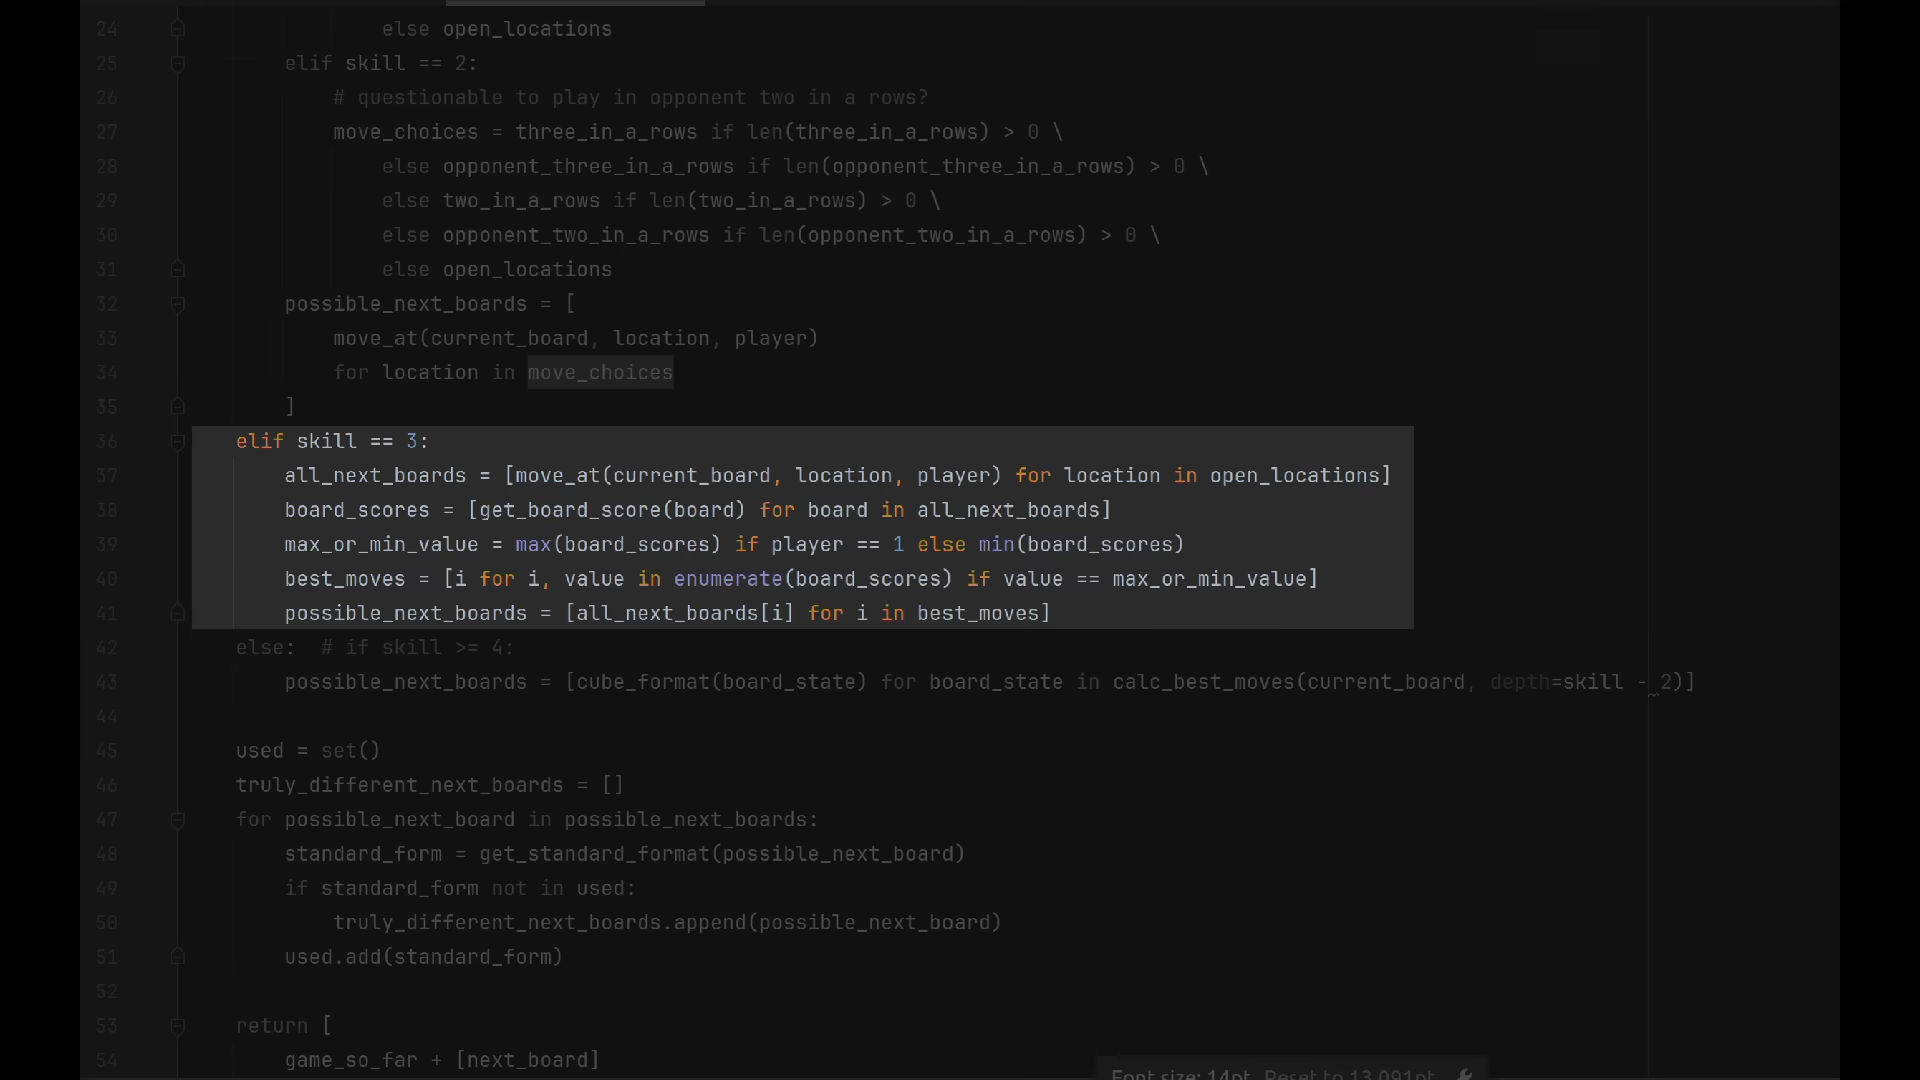 24 else open_locations
25 elif skill == 2:
26 # questionable to play in opponent two in a rows?
27 move_choices = three_in_a_rows if len(three_in_a_rows) > 0 \
28 else opponent_three_in_a_rows if len(opponent_three_in_a_rows) > 0 \
29 else two_in_a_rows if len(two_in_a_rows) > 0 \
30 else opponent_two_in_a_rows if len(opponent_two_in_a_rows) > 0 \
31 else open_locations
32 possible_next_boards = [
33 move_at(current_board, location, player)
34 for location in move_choices
35 ]
36 elif skill == 3:
37 all_next_boards = [move_at(current_board, location, player) for location in open_locations]
38 board_scores = [get_board_score(board) for board in all_next_boards]
39 max_or_min_value = max(board_scores) if player == 1 else min(board_scores)
40 best_moves = [i for i, value in enumerate(board_scores) if value == max_or_min_value]
41 possible_next_boards = [all_next_boards[i] for i in best_moves]
42 else: # if skill >= 4:
43 possible_next_boards = [cube_format(board_state) for board_state in calc_best_moves(current_board, depth=skill - 2)]
44
45 used = set()
46 truly_different_next_boards = []
47 for possible_next_board in possible_next_boards:
48 standard_form = get_standard_format(possible_next_board)
49 if standard_form not in used:
50 truly_different_next_boards.append(possible_next_board)
51 used.add(standard_form)
52
53 return [
54 game_so_far + [next_board]
Font size: 14pt Reset to 13.091pt